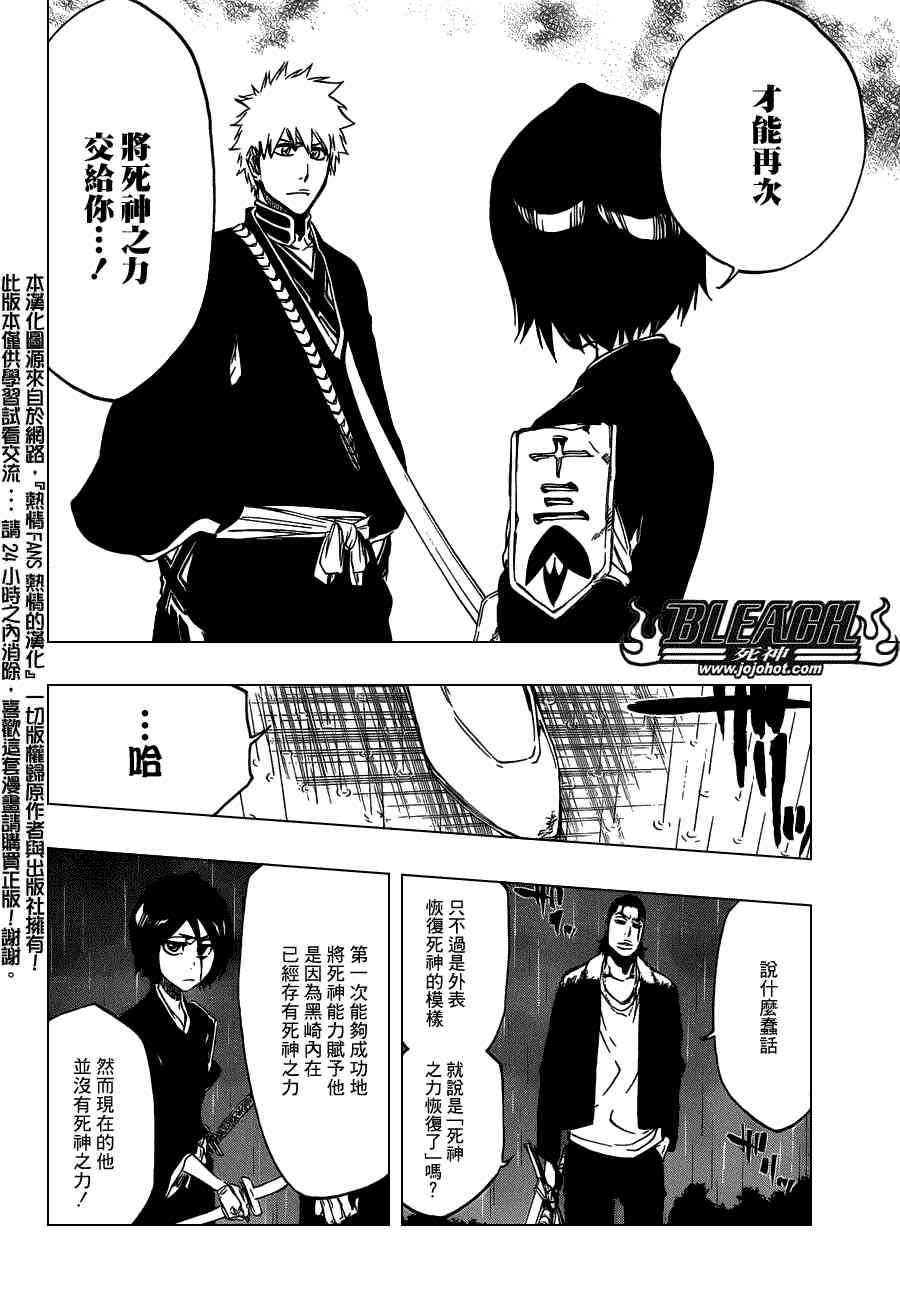 才能再次
將死神之力
交給你…！
十三
BLEACH
死神
www.jojohot.com
…哈
說什麼蠢話
只不過是外表
恢復死神的模樣
就說是「死神
之力恢復了」嗎？
第一次能夠成功地
將死神能力賦予他
是因為黑崎內在
已經存有死神之力
然而現在的他
並沒有死神之力！
本漢化圖源來自於網路，『熱情FANS熱情的漢化』一切版權歸原作者與出版社擁有！
此版本僅供學習試看交流…請24小時之內消除，喜歡這套漫畫請購買正版！謝謝。